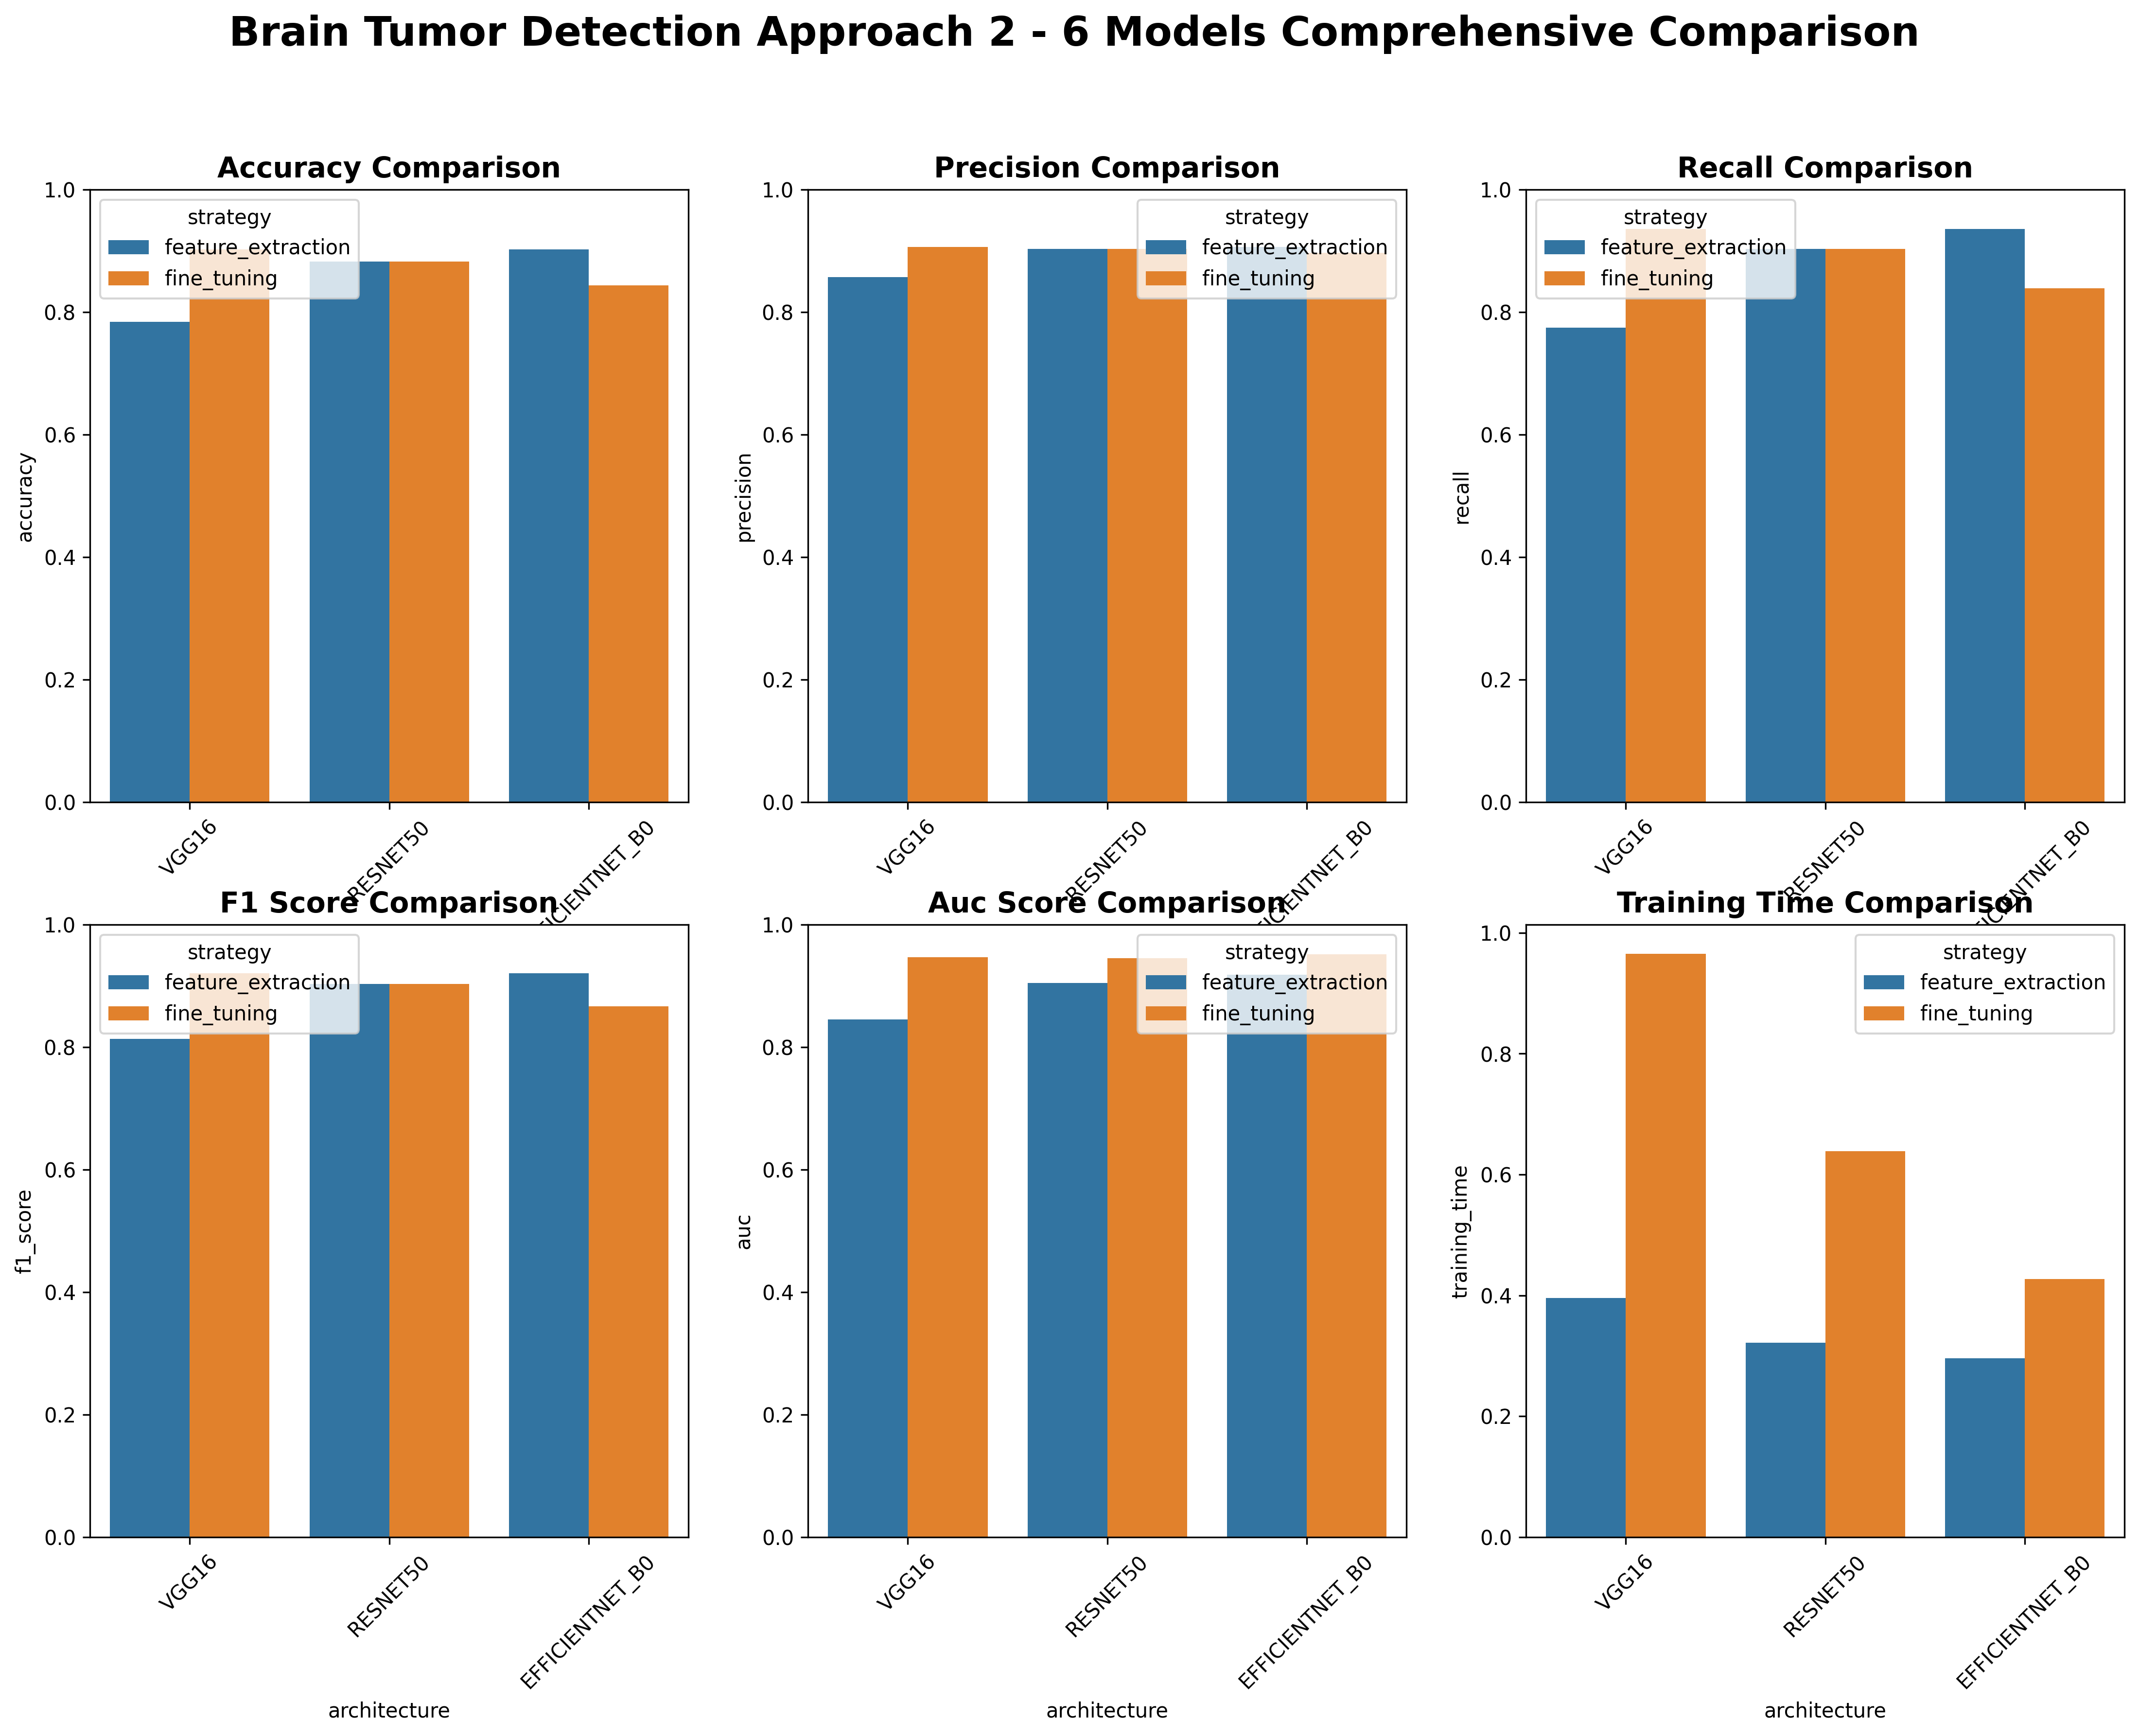 Brain Tumor Detection Approach 2 - 6 Models Comprehensive Comparison
Accuracy Comparison
1.0
0.8
0.6
0.4
0.2
0.0
accuracy
strategy
feature_extraction
fine_tuning
VGG16
RESNET50
FICIENTNET_B0
Precision Comparison
1.0
0.8
0.6
0.4
0.2
0.0
precision
strategy
feature_extraction
fine_tuning
VGG16
RESNET50
FICIENTNET_B0
Recall Comparison
1.0
0.8
0.6
0.4
0.2
0.0
recall
strategy
feature_extraction
fine_tuning
VGG16
RESNET50
FICIENTNET_B0
F1 Score Comparison
1.0
0.8
0.6
0.4
0.2
0.0
f1_score
strategy
feature_extraction
fine_tuning
VGG16
RESNET50
EFFICIENTNET_B0
architecture
Auc Score Comparison
1.0
0.8
0.6
0.4
0.2
0.0
auc
strategy
feature_extraction
fine_tuning
VGG16
RESNET50
EFFICIENTNET_B0
architecture
Training Time Comparison
1.0
0.8
0.6
0.4
0.2
0.0
training_time
strategy
feature_extraction
fine_tuning
VGG16
RESNET50
EFFICIENTNET_B0
architecture